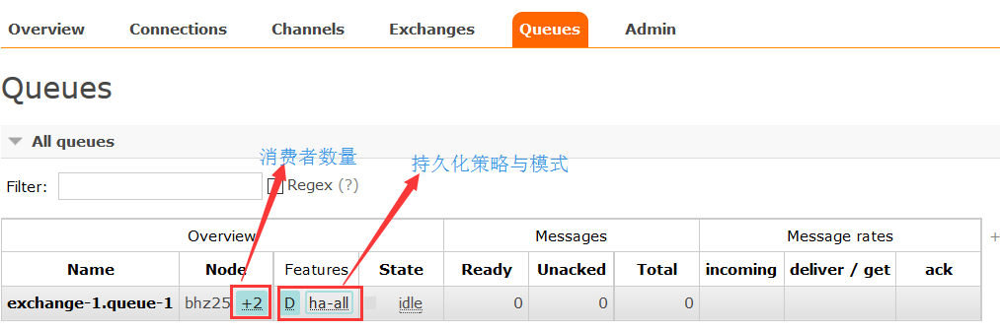 Overview Connections Channels Exchanges Queues Admin
Queues
All queues
消费者数量 持久化策略与模式
Filter: Regex (?)
Overview Messages Message rates +
Name Node Features State Ready Unacked Total incoming deliver / get ack
exchange-1.queue-1 bhz25 +2 D ha-all idle 0 0 0